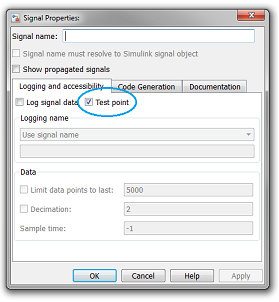 Signal Properties:
Signal name:
Signal name must resolve to Simulink signal object
Show propagated signals
Logging and accessibility Code Generation Documentation
Log signal data Test point
Logging name
Use signal name
Data
Limit data points to last: 5000
Decimation: 2
Sample time: -1
OK Cancel Help Apply